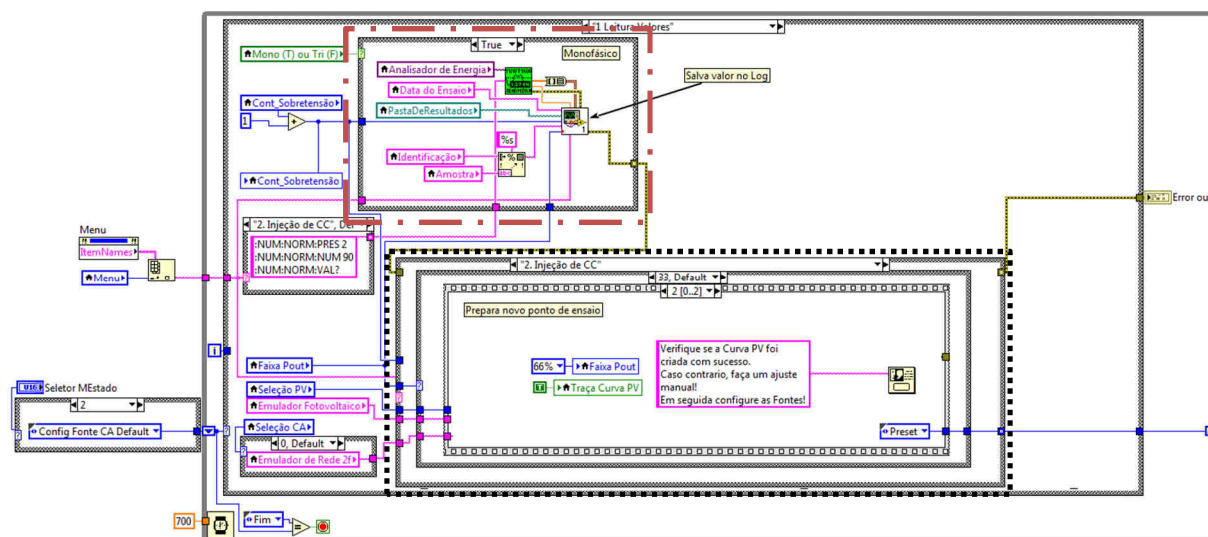 "1 Leitura Valores"
Mono (T) ou Tri (F)
True
Monofásico
Analisador de Energia
Data do Ensaio
Salva valor no Log
Cont_Sobretensão
PastaDeResultados
1
+
1
%s
Identificação
Amostra
Cont_Sobretensão
"2. Injeção de CC", Def
Menu
ItemNames
:NUM:NORM:PRES 2
:NUM:NORM:NUM 90
:NUM:NORM:VAL?
Menu
Error ou
"2. Injeção de CC"
33, Default
2 [0..2]
Prepara novo ponto de ensaio
i
Faixa Pout
66%
Faixa Pout
Traça Curva PV
Verifique se a Curva PV foi
criada com sucesso.
Caso contrario, faça um ajuste
manual!
Em seguida configure as Fontes!
U16
Seletor MEstado
Seleção PV
Emulador Fotovoltaico
2
Seleção CA
Config Fonte CA Default
0, Default
Emulador de Rede 2f
Preset
700
Fim
=